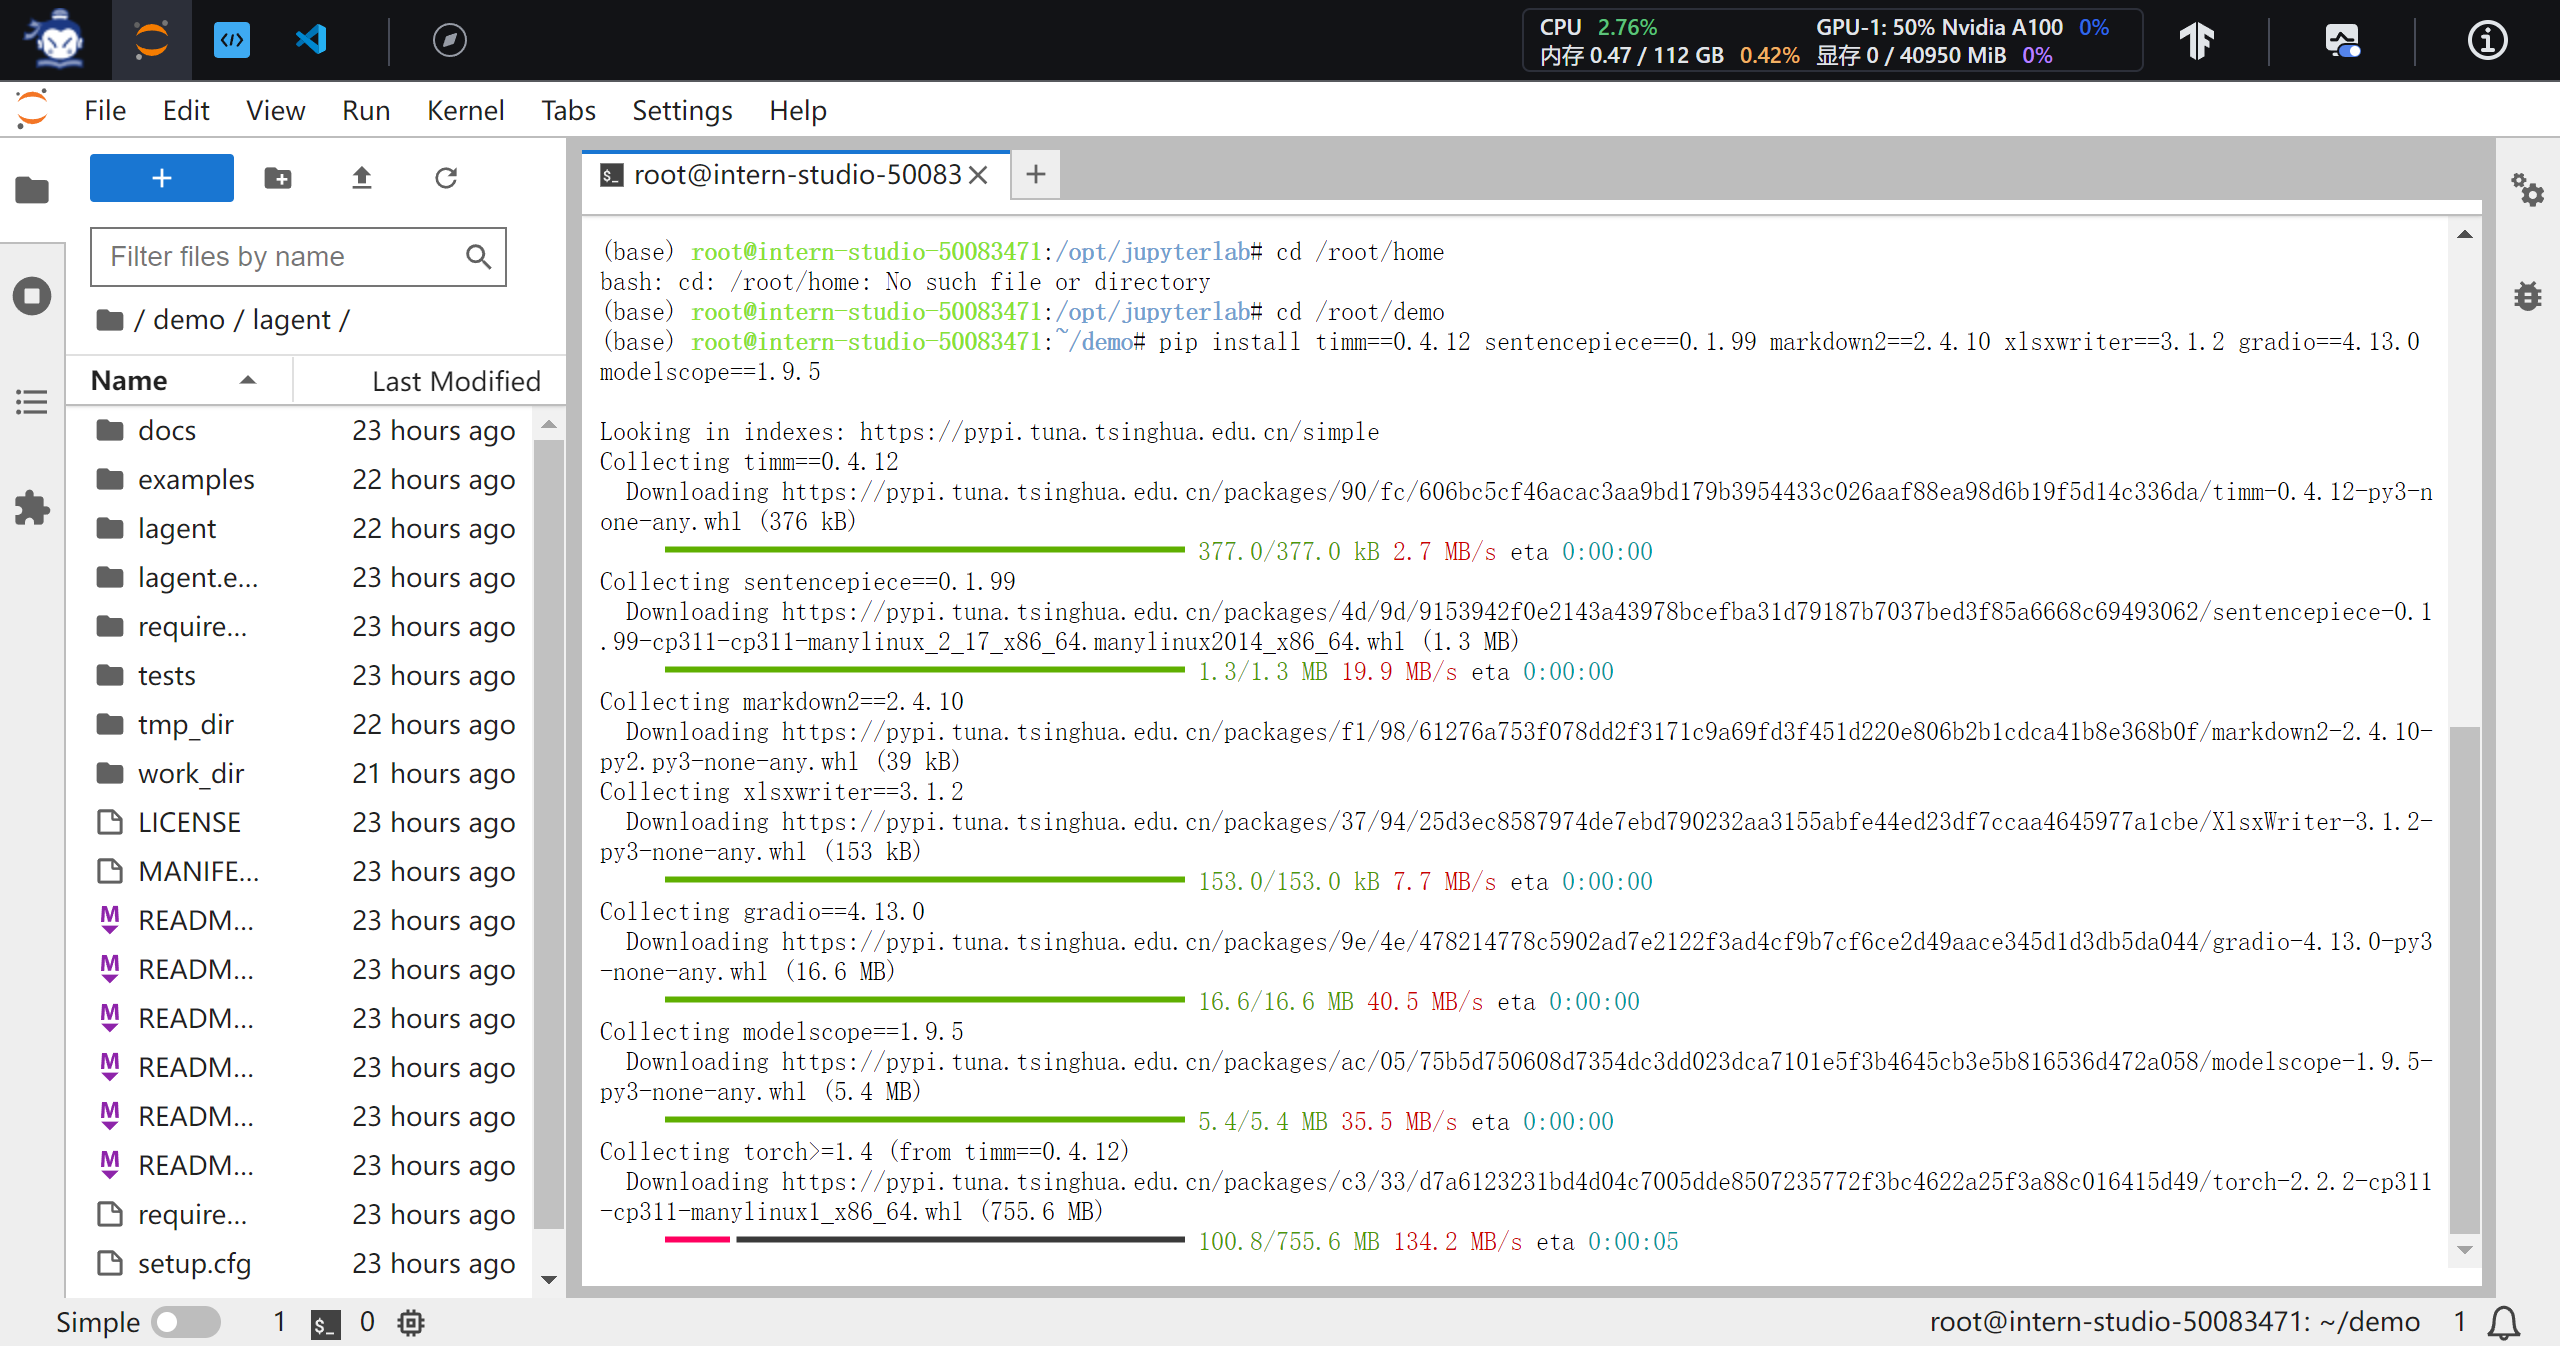 CPU 2.76% GPU-1: 50% Nvidia A100 0%
内存 0.47 / 112 GB 0.42% 显存 0 / 40950 MiB 0%
File Edit View Run Kernel Tabs Settings Help
root@intern-studio-50083
Filter files by name
/ demo / lagent /
Name Last Modified
docs 23 hours ago
examples 22 hours ago
lagent 22 hours ago
lagent.e... 23 hours ago
require... 23 hours ago
tests 23 hours ago
tmp_dir 22 hours ago
work_dir 21 hours ago
LICENSE 23 hours ago
MANIFE... 23 hours ago
READM... 23 hours ago
READM... 23 hours ago
READM... 23 hours ago
READM... 23 hours ago
READM... 23 hours ago
READM... 23 hours ago
require... 23 hours ago
setup.cfg 23 hours ago
(base) root@intern-studio-50083471:/opt/jupyterlab# cd /root/home
bash: cd: /root/home: No such file or directory
(base) root@intern-studio-50083471:/opt/jupyterlab# cd /root/demo
(base) root@intern-studio-50083471:~/demo# pip install timm==0.4.12 sentencepiece==0.1.99 markdown2==2.4.10 xlsxwriter==3.1.2 gradio==4.13.0
modelscope==1.9.5
Looking in indexes: https://pypi.tuna.tsinghua.edu.cn/simple
Collecting timm==0.4.12
Downloading https://pypi.tuna.tsinghua.edu.cn/packages/90/fc/606bc5cf46acac3aa9bd179b3954433c026aaf88ea98d6b19f5d14c336da/timm-0.4.12-py3-n
one-any.whl (376 kB)
377.0/377.0 kB 2.7 MB/s eta 0:00:00
Collecting sentencepiece==0.1.99
Downloading https://pypi.tuna.tsinghua.edu.cn/packages/4d/9d/9153942f0e2143a43978bcefba31d79187b7037bed3f85a6668c69493062/sentencepiece-0.1
.99-cp311-cp311-manylinux_2_17_x86_64.manylinux2014_x86_64.whl (1.3 MB)
1.3/1.3 MB 19.9 MB/s eta 0:00:00
Collecting markdown2==2.4.10
Downloading https://pypi.tuna.tsinghua.edu.cn/packages/f1/98/61276a753f078dd2f3171c9a69fd3f451d220e806b2b1cdca41b8e368b0f/markdown2-2.4.10-
py2.py3-none-any.whl (39 kB)
Collecting xlsxwriter==3.1.2
Downloading https://pypi.tuna.tsinghua.edu.cn/packages/37/94/25d3ec8587974de7ebd790232aa3155abfe44ed23df7ccaa4645977a1cbe/XlsxWriter-3.1.2-
py3-none-any.whl (153 kB)
153.0/153.0 kB 7.7 MB/s eta 0:00:00
Collecting gradio==4.13.0
Downloading https://pypi.tuna.tsinghua.edu.cn/packages/9e/4e/478214778c5902ad7e2122f3ad4cf9b7cf6ce2d49aace345d1d3db5da044/gradio-4.13.0-py3
-none-any.whl (16.6 MB)
16.6/16.6 MB 40.5 MB/s eta 0:00:00
Collecting modelscope==1.9.5
Downloading https://pypi.tuna.tsinghua.edu.cn/packages/ac/05/75b5d750608d7354dc3dd023dca7101e5f3b4645cb3e5b816536d472a058/modelscope-1.9.5-
py3-none-any.whl (5.4 MB)
5.4/5.4 MB 35.5 MB/s eta 0:00:00
Collecting torch>=1.4 (from timm==0.4.12)
Downloading https://pypi.tuna.tsinghua.edu.cn/packages/c3/33/d7a6123231bd4d04c7005dde8507235772f3bc4622a25f3a88c016415d49/torch-2.2.2-cp311
-cp311-manylinux1_x86_64.whl (755.6 MB)
100.8/755.6 MB 134.2 MB/s eta 0:00:05
Simple 1 0 root@intern-studio-50083471: ~/demo 1